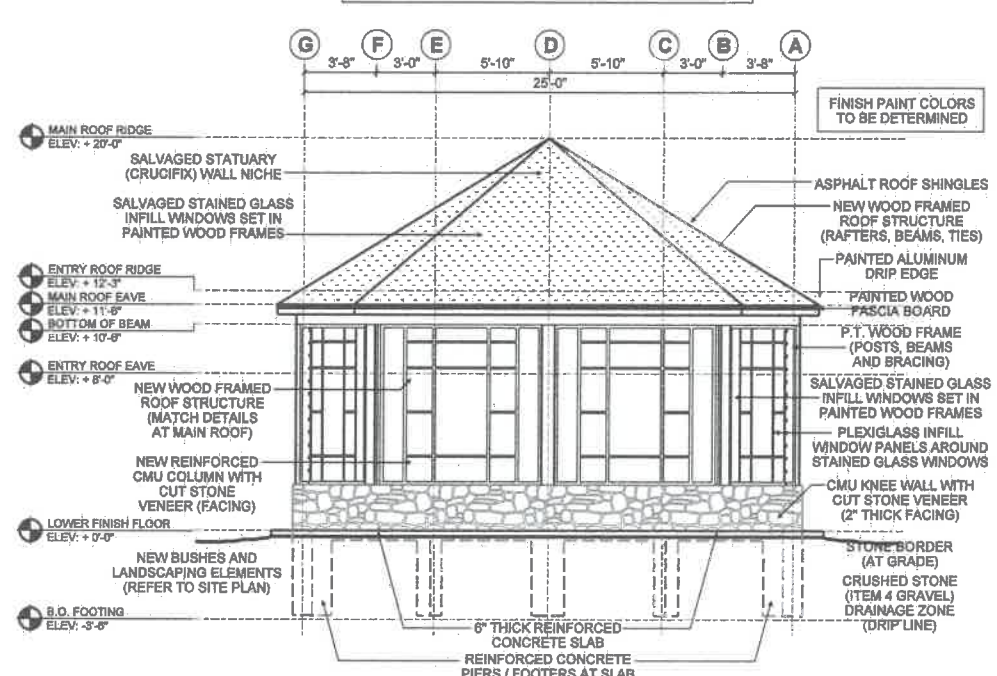 G F E D C B A
3'-8" 3'-0" 5'-10" 5'-10" 3'-0" 3'-8"
25'-0"
FINISH PAINT COLORS
TO BE DETERMINED
MAIN ROOF RIDGE
ELEV: + 20'-0"
SALVAGED STATUARY
(CRUCIFIX) WALL NICHE
SALVAGED STAINED GLASS
INFILL WINDOWS SET IN
PAINTED WOOD FRAMES
ENTRY ROOF RIDGE
ELEV: + 12'-3"
MAIN ROOF EAVE
ELEV: + 11'-6"
BOTTOM OF BEAM
ELEV: + 10'-6"
ENTRY ROOF EAVE
ELEV: + 8'-0"
NEW WOOD FRAMED
ROOF STRUCTURE
(MATCH DETAILS
AT MAIN ROOF)
NEW REINFORCED
CMU COLUMN WITH
CUT STONE
VENEER (FACING)
LOWER FINISH FLOOR
ELEV: + 0'-0"
NEW BUSHES AND
LANDSCAPING ELEMENTS
(REFER TO SITE PLAN)
B.O. FOOTING
ELEV: -3'-6"
ASPHALT ROOF SHINGLES
NEW WOOD FRAMED
ROOF STRUCTURE
(RAFTERS, BEAMS, TIES)
PAINTED ALUMINUM
DRIP EDGE
PAINTED WOOD
FASCIA BOARD
P.T. WOOD FRAME
(POSTS, BEAMS
AND BRACING)
SALVAGED STAINED GLASS
INFILL WINDOWS SET IN
PAINTED WOOD FRAMES
PLEXIGLASS INFILL
WINDOW PANELS AROUND
STAINED GLASS WINDOWS
CMU KNEE WALL WITH
CUT STONE VENEER
(2" THICK FACING)
STONE BORDER
(AT GRADE)
CRUSHED STONE
(ITEM 4 GRAVEL)
DRAINAGE ZONE
(DRIP LINE)
6" THICK REINFORCED
CONCRETE SLAB
REINFORCED CONCRETE
PIERS / FOOTERS AT SLAB